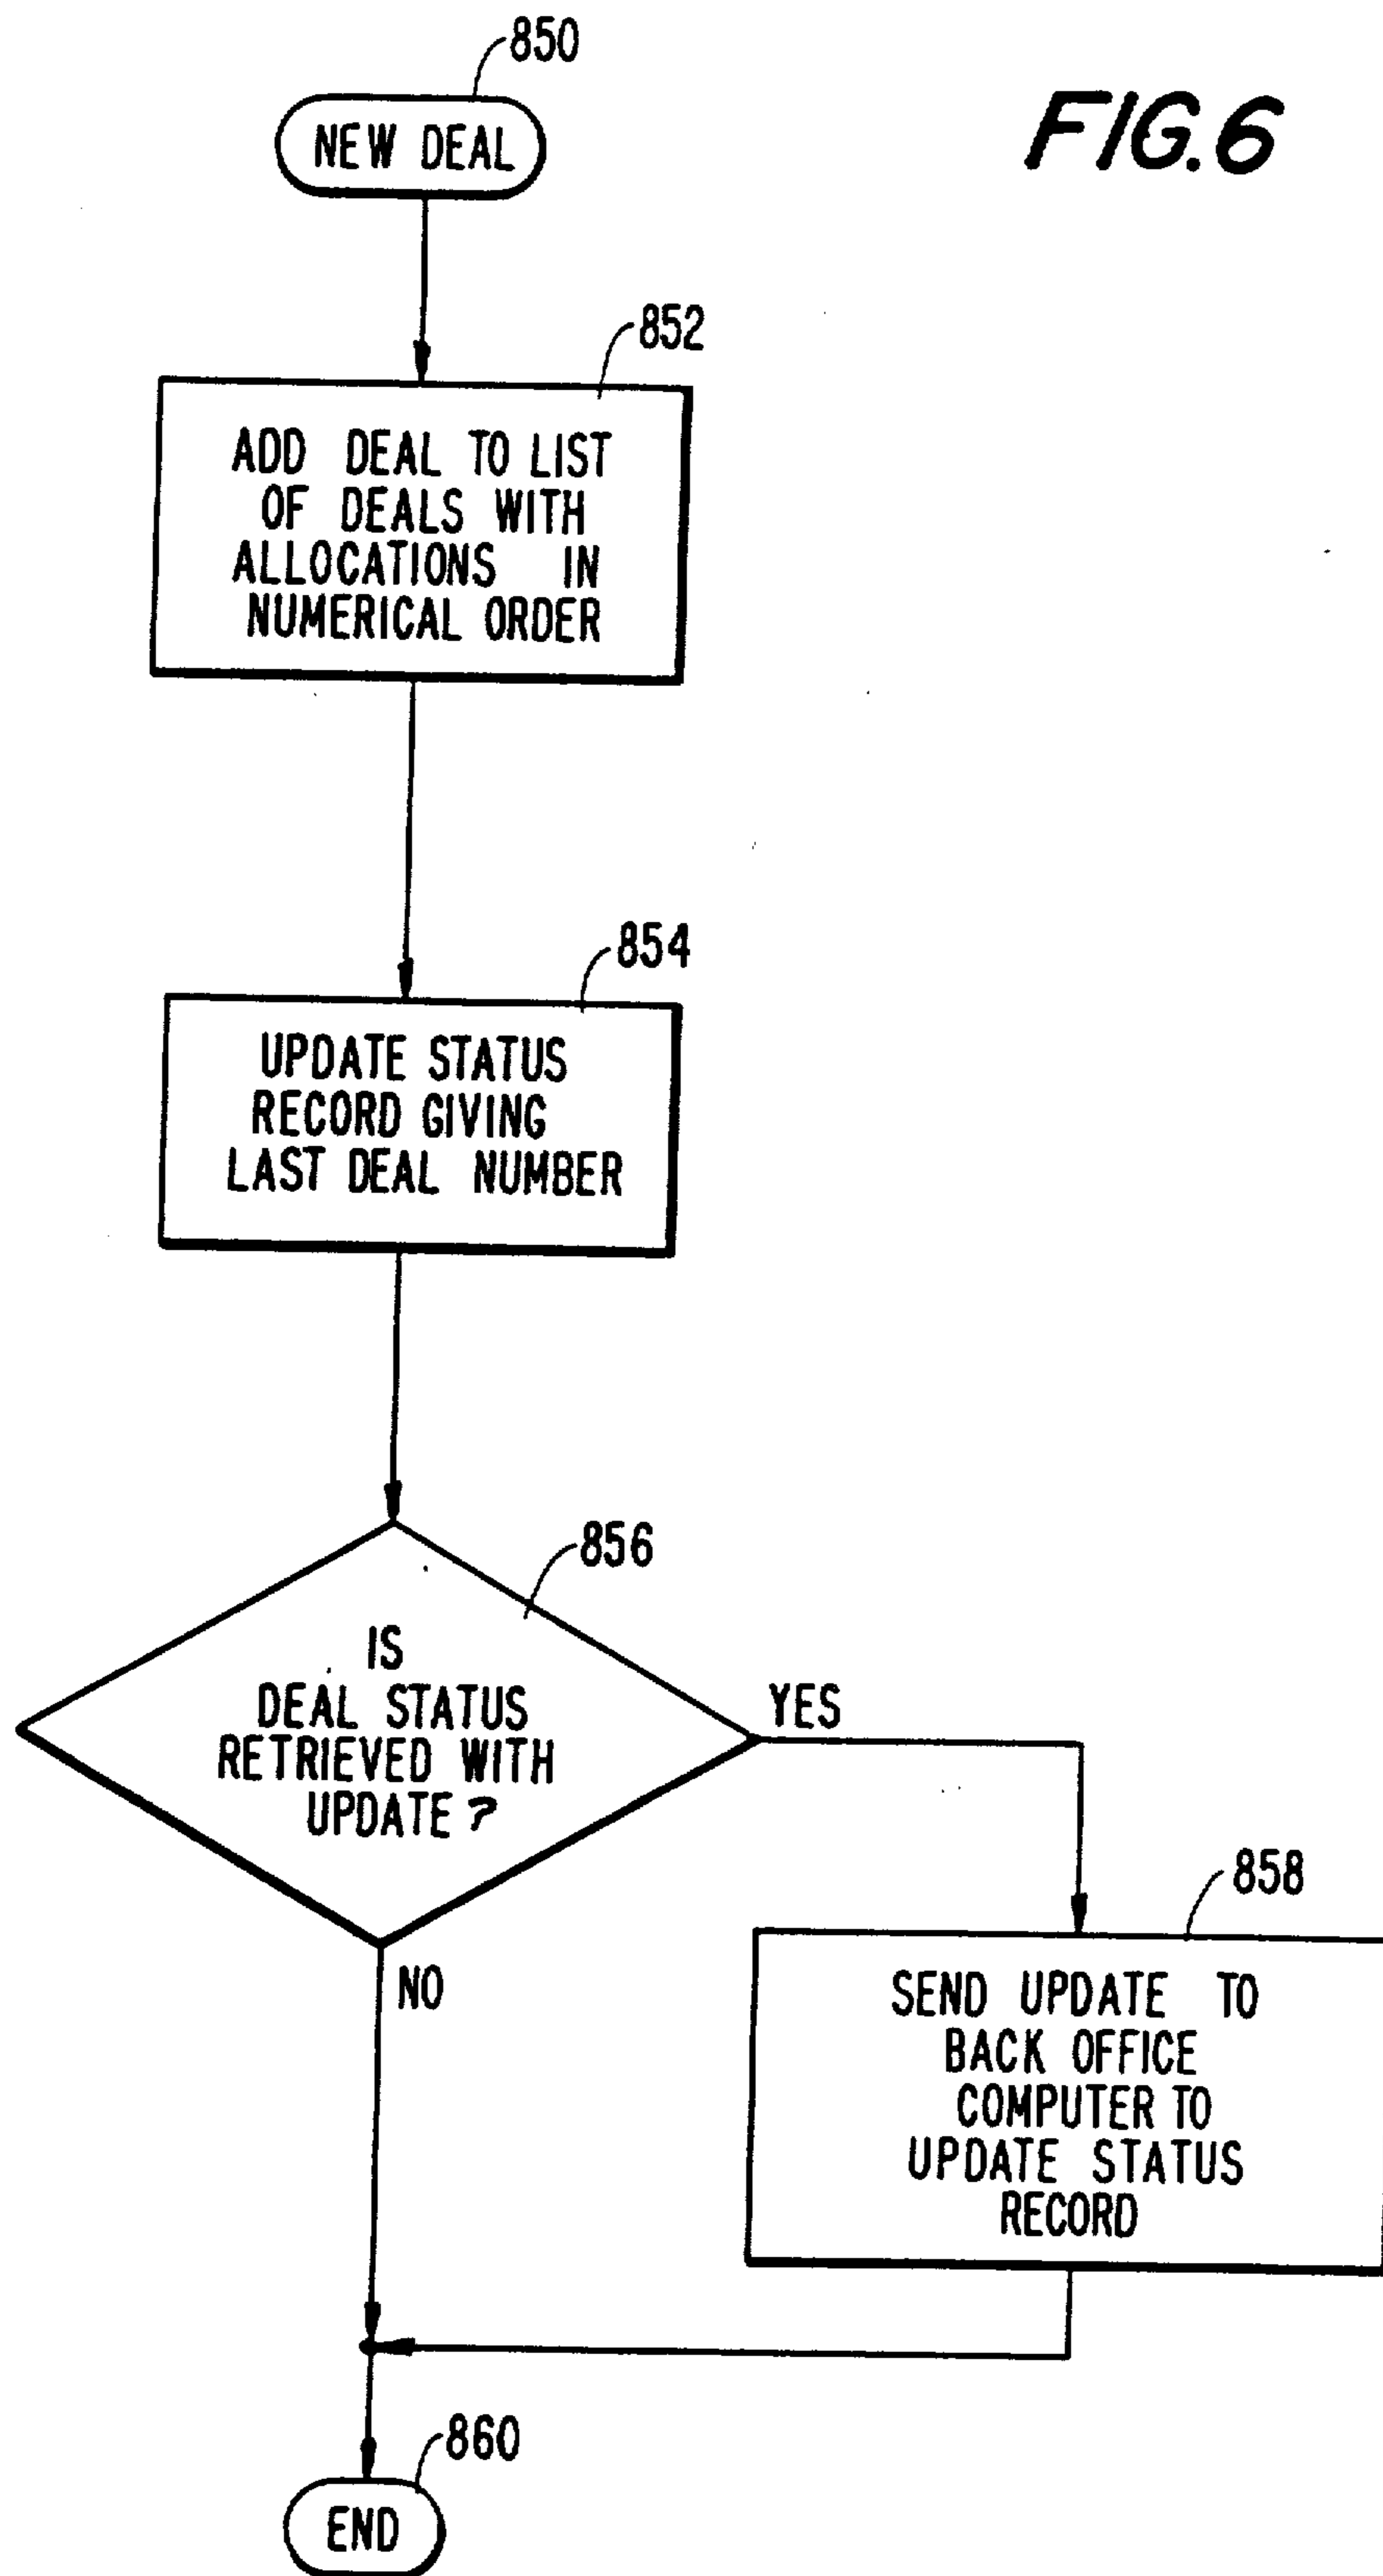 850
FIG.6
NEW DEAL
852
ADD DEAL TO LIST
OF DEALS WITH
ALLOCATIONS IN
NUMERICAL ORDER
854
UPDATE STATUS
RECORD GIVING
LAST DEAL NUMBER
856
IS
DEAL STATUS
RETRIEVED WITH
UPDATE?
YES
NO
858
SEND UPDATE TO
BACK OFFICE
COMPUTER TO
UPDATE STATUS
RECORD
860
END